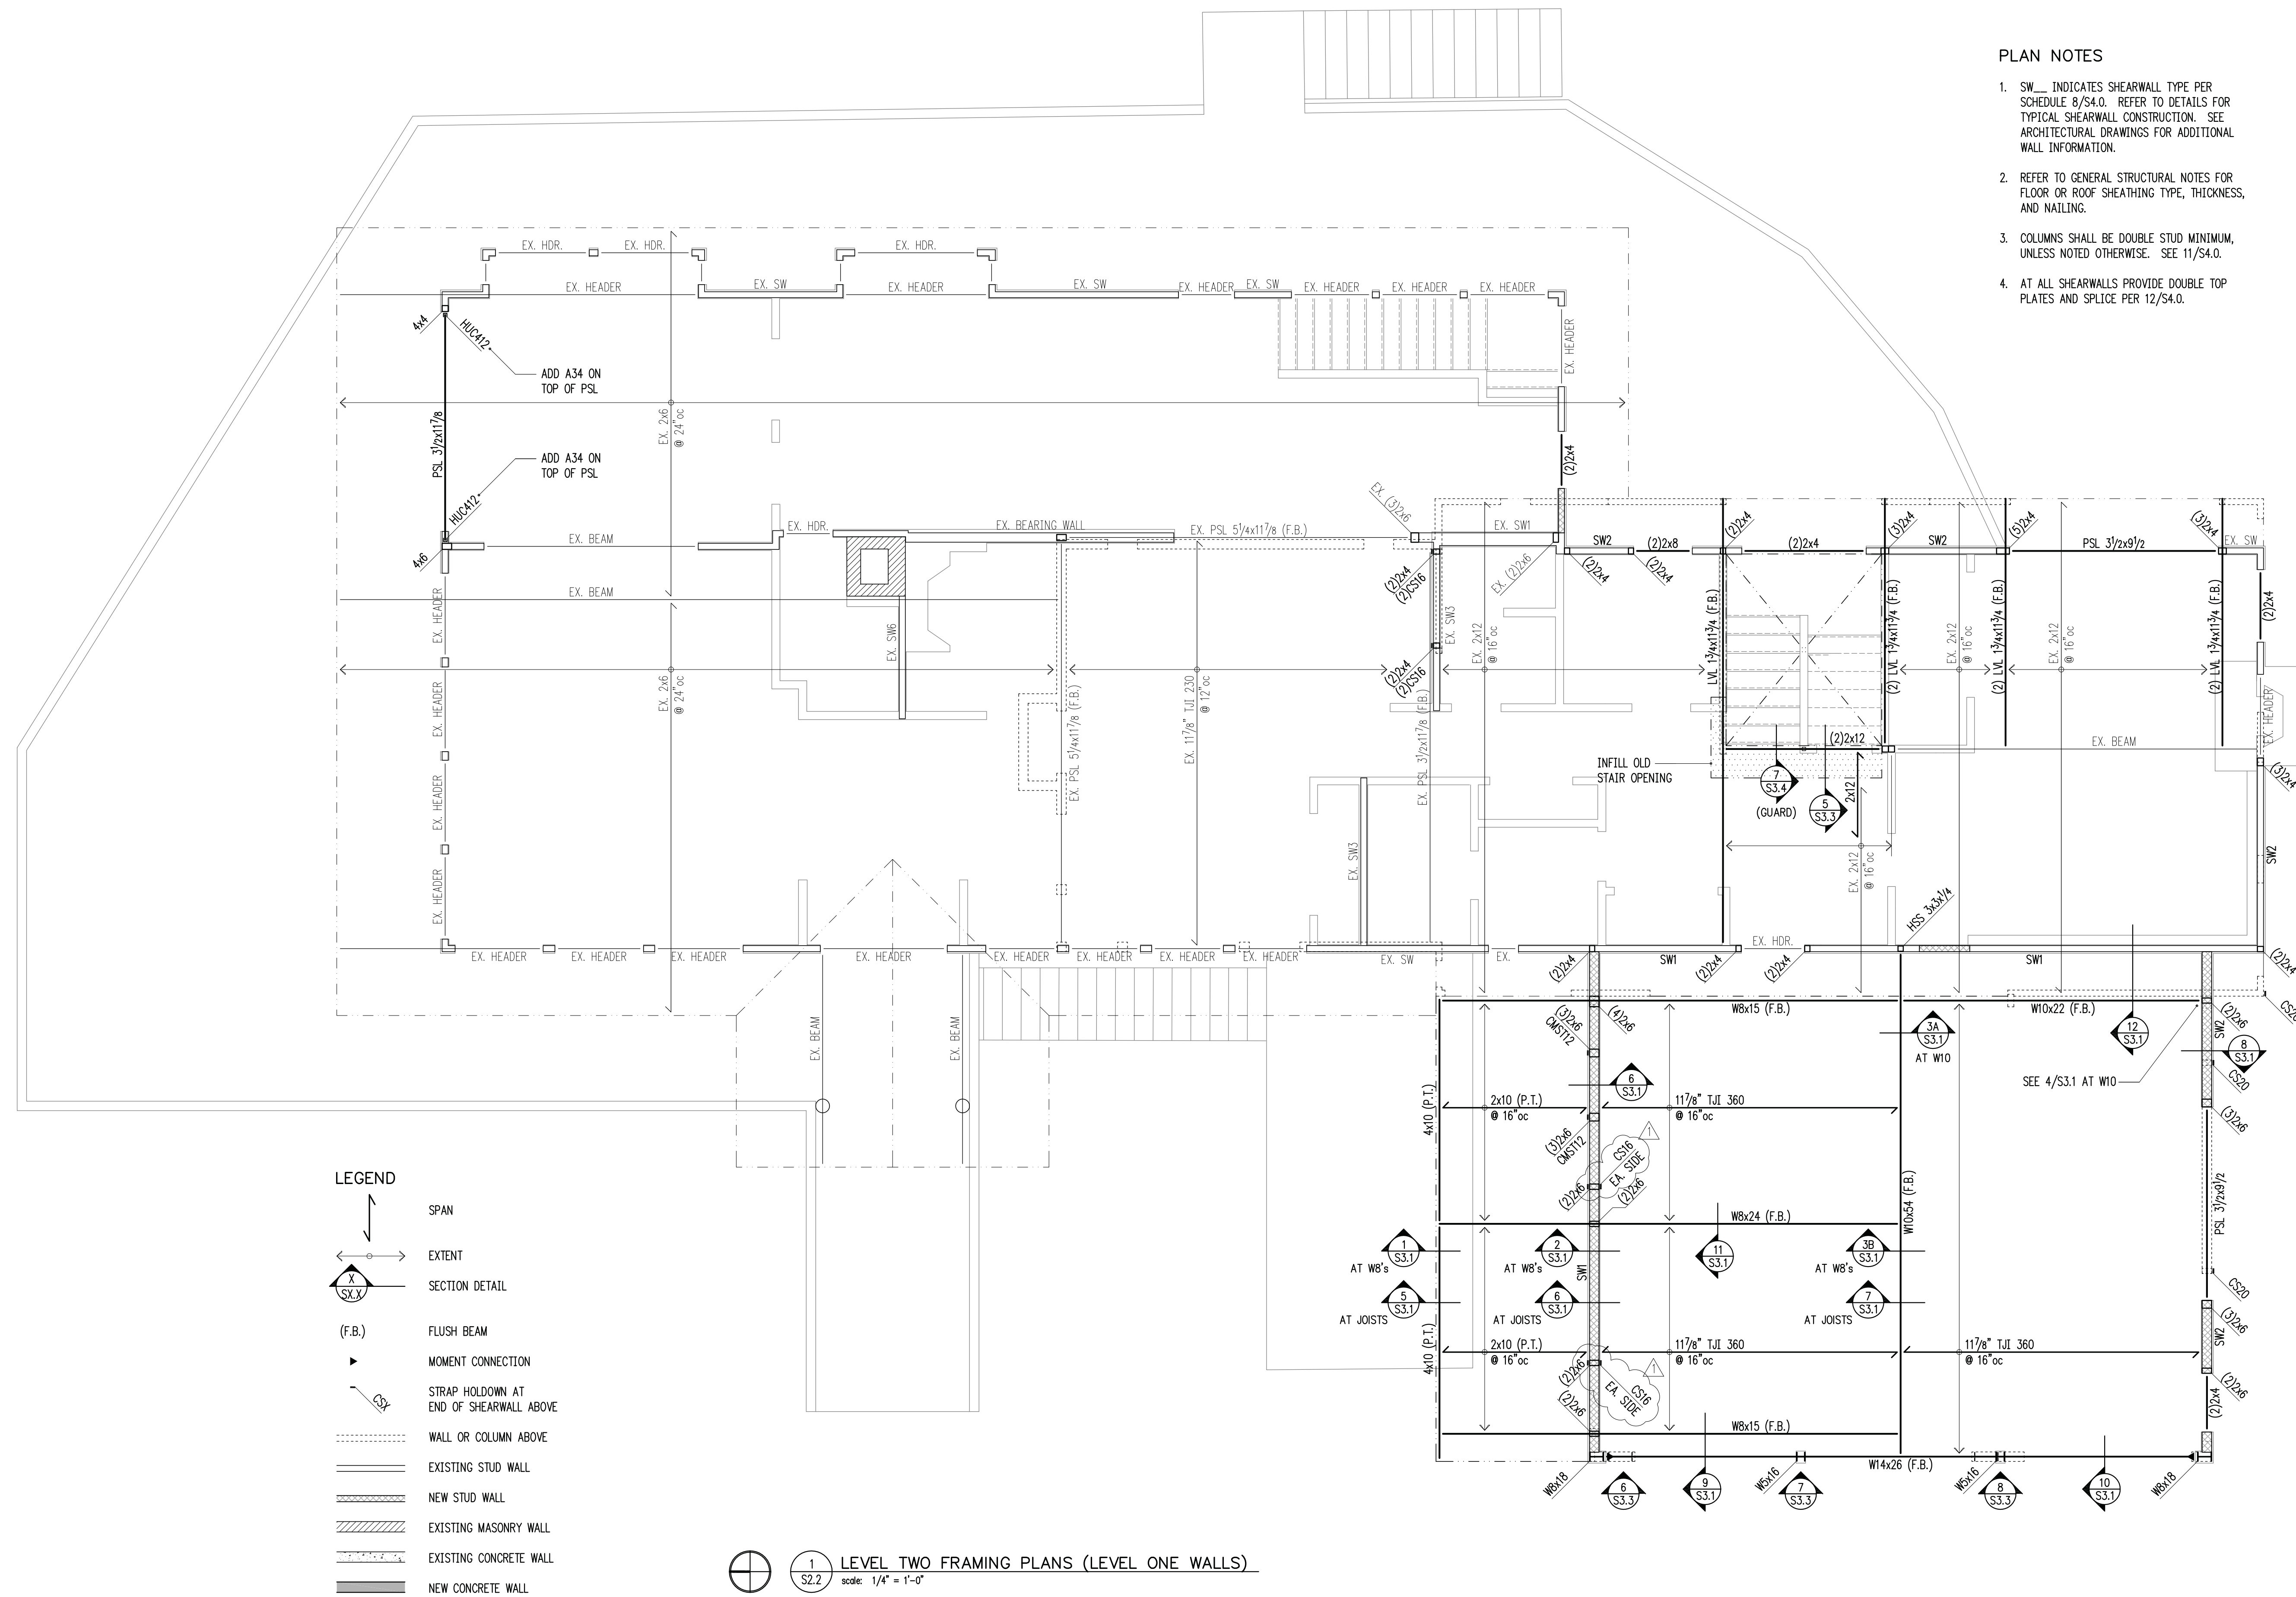 PLAN NOTES
1. SW__ INDICATES SHEARWALL TYPE PER
SCHEDULE 8/S4.0. REFER TO DETAILS FOR
TYPICAL SHEARWALL CONSTRUCTION. SEE
ARCHITECTURAL DRAWINGS FOR ADDITIONAL
WALL INFORMATION.
2. REFER TO GENERAL STRUCTURAL NOTES FOR
FLOOR OR ROOF SHEATHING TYPE, THICKNESS,
AND NAILING.
3. COLUMNS SHALL BE DOUBLE STUD MINIMUM,
UNLESS NOTED OTHERWISE. SEE 11/S4.0.
4. AT ALL SHEARWALLS PROVIDE DOUBLE TOP
PLATES AND SPLICE PER 12/S4.0.
EX. HDR.
EX. HDR.
EX. HDR.
EX. HEADER
EX. SW
EX. HEADER
EX. SW
EX. HEADER
EX. SW
EX. HEADER
EX. HEADER
EX. HEADER
4x4
HUC412
ADD A34 ON
TOP OF PSL
EX. HEADER
PSL 3½x11⅞
EX. 2x6
@ 24"oc
ADD A34 ON
TOP OF PSL
HUC412
4x6
(2)2x4
EX. (3)2x6
EX. BEAM
EX. HDR.
EX. BEARING WALL
EX. PSL 5¼x11⅞ (F.B.)
EX. SW1
SW2
(2)2x8
(2)2x4
(2)2x4
(3)2x4
SW2
(5)2x4
PSL 3½x9½
(3)2x4
EX. SW
(2)2x4
(2)2x4
(2)2x4
(2)CS16
EX. (2)2x6
EX. BEAM
EX. HEADER
EX. SW6
EX. SW3
EX. 2x12
@ 16"oc
LVL 1¾x11¾ (F.B.)
(2) LVL 1¾x11¾ (F.B.)
EX. 2x12
@ 16"oc
(2) LVL 1¾x11¾ (F.B.)
EX. 2x12
@ 16"oc
(2) LVL 1¾x11¾ (F.B.)
(2)2x4
(2)2x4
(2)CS16
EX. HEADER
EX. 2x6
@ 24"oc
EX. PSL 5¼x11⅞ (F.B.)
EX. 11⅞" TJI 230
@ 12"oc
EX. PSL 3½x11⅞ (F.B.)
EX. HEADER
(2)2x12
EX. BEAM
INFILL OLD
STAIR OPENING
7
S3.4
(GUARD)
5
S3.3
2x12
(3)2x4
EX. HEADER
EX. SW3
EX. 2x12
@ 16"oc
SW2
EX. HEADER
HSS 3x3x¼
EX. HEADER
EX. HEADER
EX. HEADER
EX. HEADER
EX. HEADER
EX. HEADER
EX. HEADER
EX. HEADER
EX. SW
EX.
(2)2x4
SW1
(2)2x4
EX. HDR.
(2)2x4
SW1
(2)2x4
CS20
EX. BEAM
EX. BEAM
W8x15 (F.B.)
W10x22 (F.B.)
(3)2x6
CMST12
(4)2x6
3A
S3.1
AT W10
12
S3.1
(2)2x6
SW2
8
S3.1
CS20
SEE 4/S3.1 AT W10
6
S3.1
4x10 (P.T.)
2x10 (P.T.)
@ 16"oc
11⅞" TJI 360
@ 16"oc
(3)2x6
(3)2x6
CMST12
1
CS16
EA. SIDE
(2)2x6
(2)2x6
W10x54 (F.B.)
PSL 3½x9½
W8x24 (F.B.)
1
S3.1
AT W8's
2
S3.1
AT W8's
SW1
11
S3.1
3B
S3.1
AT W8's
CS20
5
S3.1
AT JOISTS
6
S3.1
AT JOISTS
7
S3.1
AT JOISTS
(3)2x6
SW2
4x10 (P.T.)
2x10 (P.T.)
@ 16"oc
11⅞" TJI 360
@ 16"oc
11⅞" TJI 360
@ 16"oc
(2)2x6
1
CS16
EA. SIDE
(2)2x6
(2)2x6
(2)2x4
W8x15 (F.B.)
W14x26 (F.B.)
W8x18
6
S3.3
9
S3.1
W5x16
7
S3.3
W5x16
8
S3.3
10
S3.1
W8x18
LEGEND
SPAN
EXTENT
X
SX.X
SECTION DETAIL
(F.B.)
FLUSH BEAM
MOMENT CONNECTION
CSX
STRAP HOLDOWN AT
END OF SHEARWALL ABOVE
WALL OR COLUMN ABOVE
EXISTING STUD WALL
NEW STUD WALL
EXISTING MASONRY WALL
EXISTING CONCRETE WALL
NEW CONCRETE WALL
1
S2.2
LEVEL TWO FRAMING PLANS (LEVEL ONE WALLS)
scale: 1/4" = 1'-0"